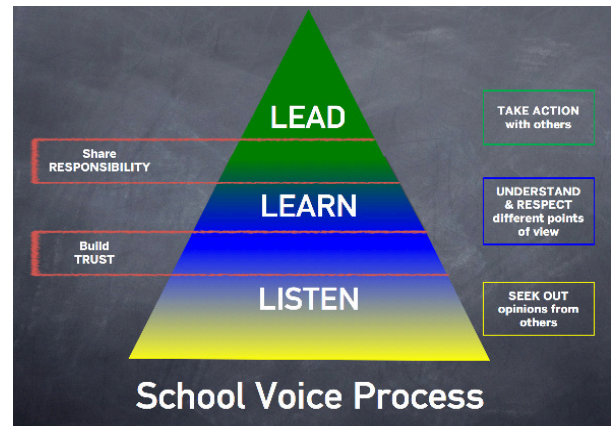 LEAD
TAKE ACTION
with others
Share
RESPONSIBILITY
LEARN
UNDERSTAND
& RESPECT
different points
of view
Build
TRUST
LISTEN
SEEK OUT
opinions from
others
School Voice Process